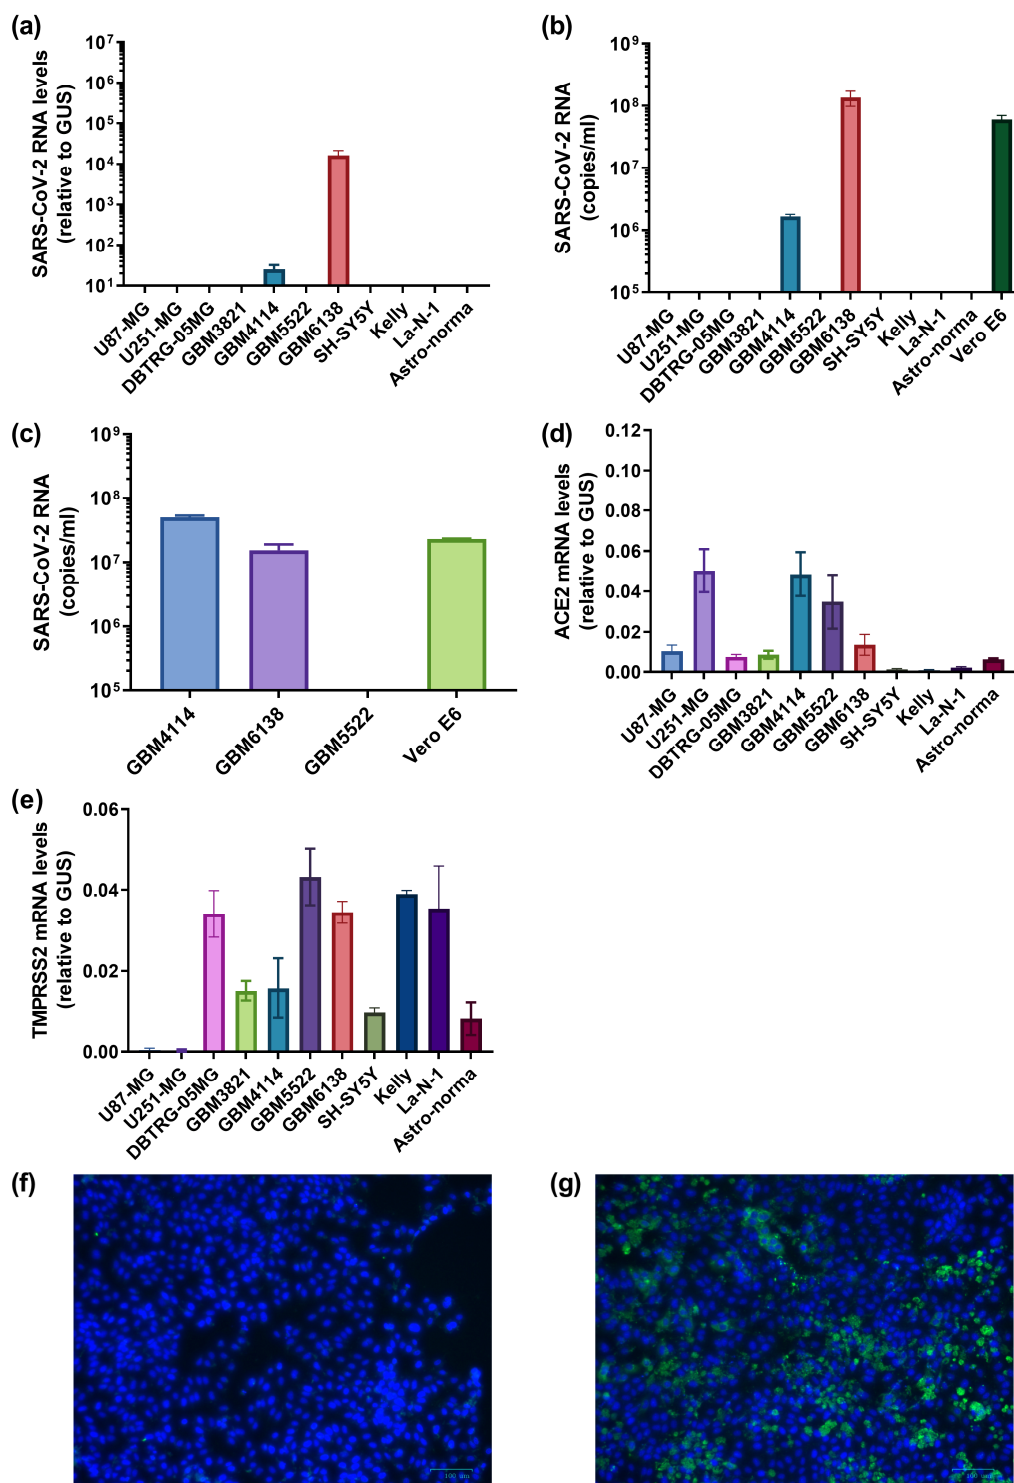 (a)
SARS-CoV-2 RNA levels
(relative to GUS)
10⁷
10⁶
10⁵
10⁴
10³
10²
10¹
U87-MG
U251-MG
DBTRG-05MG
GBM3821
GBM4114
GBM5522
GBM6138
SH-SY5Y
Kelly
La-N-1
Astro-norma
(b)
SARS-CoV-2 RNA
(copies/ml)
10⁹
10⁸
10⁷
10⁶
10⁵
U87-MG
U251-MG
DBTRG-05MG
GBM3821
GBM4114
GBM5522
GBM6138
SH-SY5Y
Kelly
La-N-1
Astro-norma
Vero E6
(c)
SARS-CoV-2 RNA
(copies/ml)
10⁹
10⁸
10⁷
10⁶
10⁵
GBM4114
GBM6138
GBM5522
Vero E6
(d)
ACE2 mRNA levels
(relative to GUS)
0.12
0.10
0.08
0.06
0.04
0.02
0.00
U87-MG
U251-MG
DBTRG-05MG
GBM3821
GBM4114
GBM5522
GBM6138
SH-SY5Y
Kelly
La-N-1
Astro-norma
(e)
TMPRSS2 mRNA levels
(relative to GUS)
0.06
0.04
0.02
0.00
U87-MG
U251-MG
DBTRG-05MG
GBM3821
GBM4114
GBM5522
GBM6138
SH-SY5Y
Kelly
La-N-1
Astro-norma
(f)
100 um
(g)
100 um